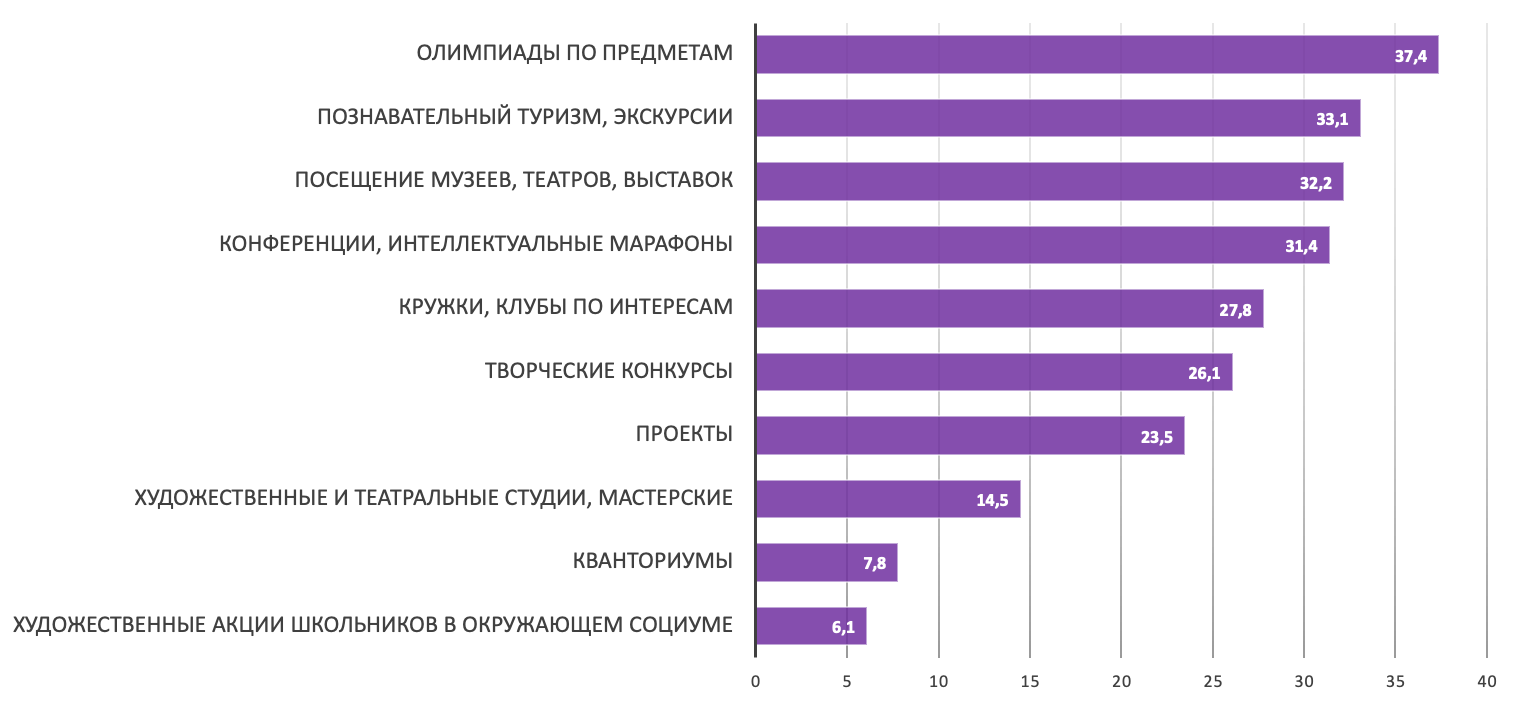 ОЛИМПИАДЫ ПО ПРЕДМЕТАМ 37,4
ПОЗНАВАТЕЛЬНЫЙ ТУРИЗМ, ЭКСКУРСИИ 33,1
ПОСЕЩЕНИЕ МУЗЕЕВ, ТЕАТРОВ, ВЫСТАВОК 32,2
КОНФЕРЕНЦИИ, ИНТЕЛЛЕКТУАЛЬНЫЕ МАРАФОНЫ 31,4
КРУЖКИ, КЛУБЫ ПО ИНТЕРЕСАМ 27,8
ТВОРЧЕСКИЕ КОНКУРСЫ 26,1
ПРОЕКТЫ 23,5
ХУДОЖЕСТВЕННЫЕ И ТЕАТРАЛЬНЫЕ СТУДИИ, МАСТЕРСКИЕ 14,5
КВАНТОРИУМЫ 7,8
ХУДОЖЕСТВЕННЫЕ АКЦИИ ШКОЛЬНИКОВ В ОКРУЖАЮЩЕМ СОЦИУМЕ 6,1
0 5 10 15 20 25 30 35 40